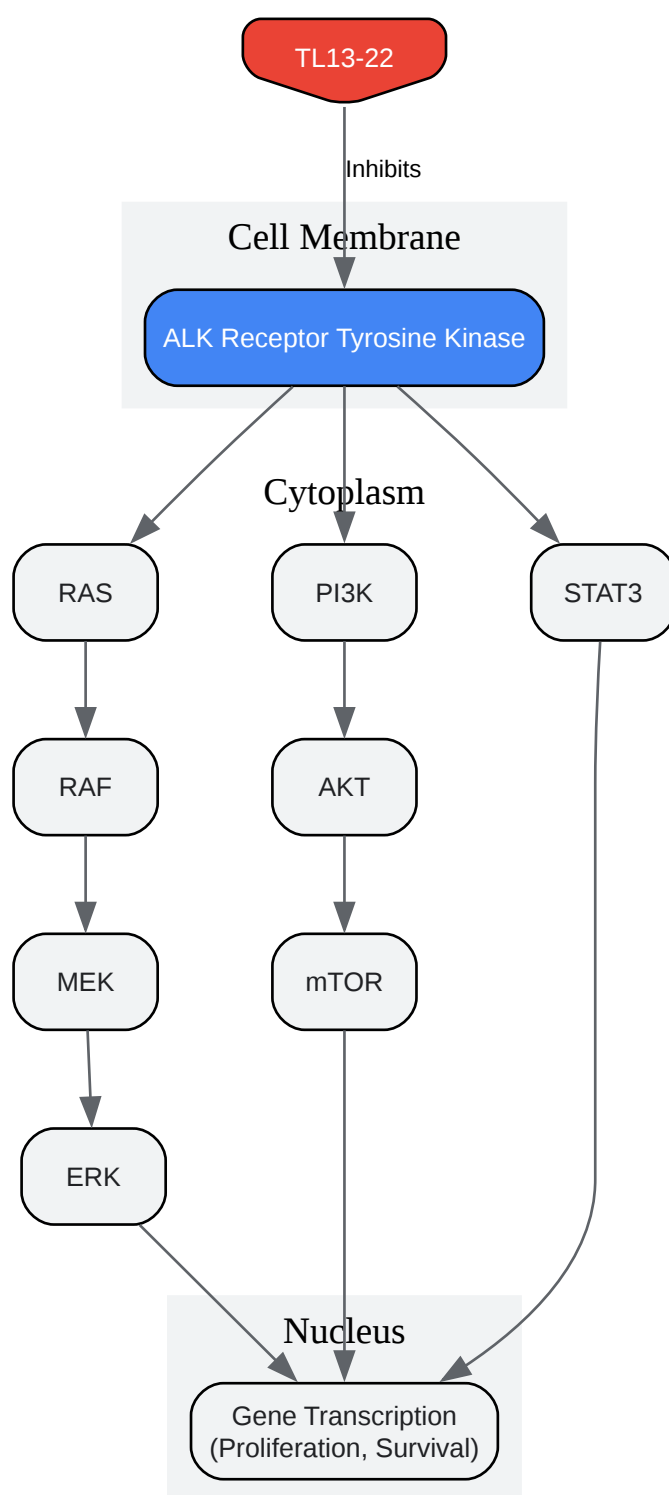 TL13-22
Inhibits
Cell Membrane
ALK Receptor Tyrosine Kinase
Cytoplasm
RAS
PI3K
STAT3
RAF
AKT
MEK
mTOR
ERK
Nucleus
Gene Transcription
(Proliferation, Survival)